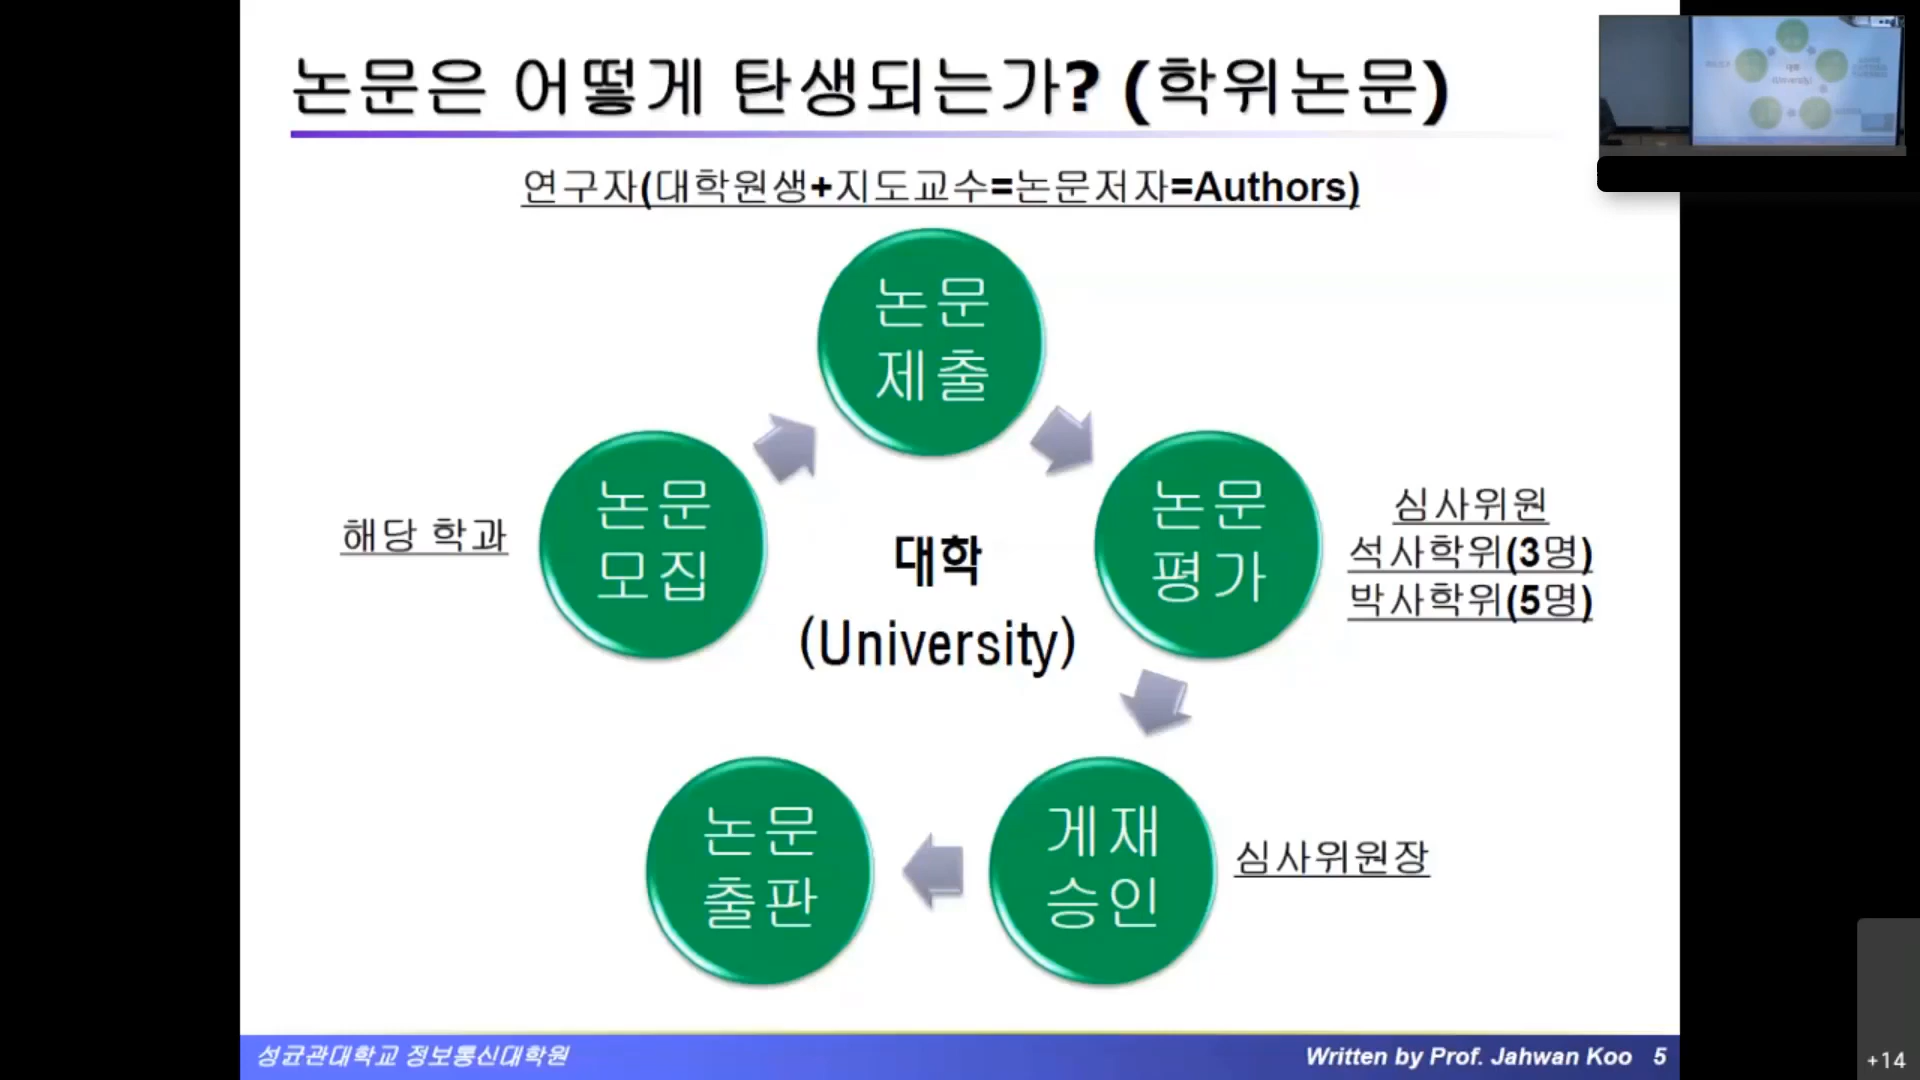 논문은 어떻게 탄생되는가? (학위논문)
연구자(대학원생+지도교수=논문저자=Authors)
논문
제출
해당 학과
논문
모집
대학
(University)
논문
평가
심사위원
석사학위(3명)
박사학위(5명)
논문
출판
게재
승인
심사위원장
성균관대학교 정보통신대학원
Written by Prof. Jahwan Koo 5
+14